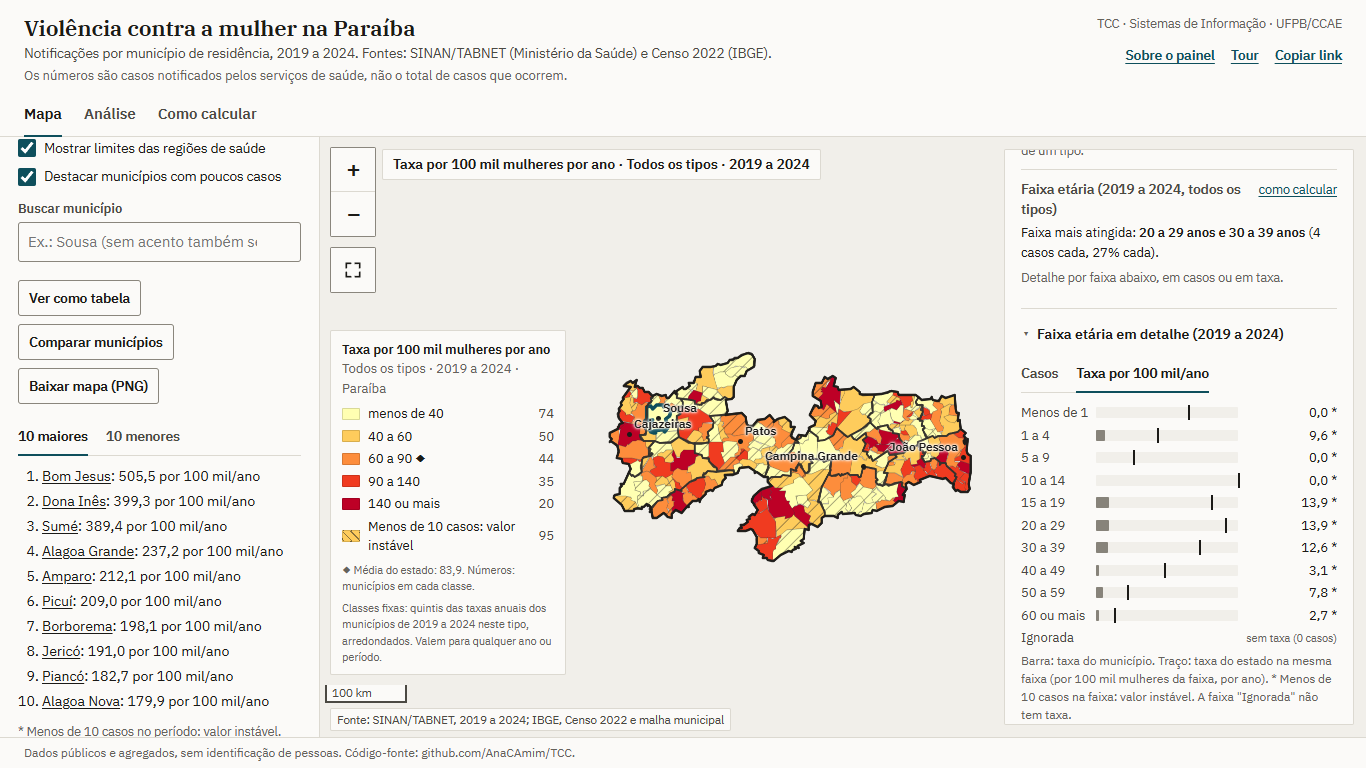 Violência contra a mulher na Paraíba
Notificações por município de residência, 2019 a 2024. Fontes: SINAN/TABNET (Ministério da Saúde) e Censo 2022 (IBGE).
Os números são casos notificados pelos serviços de saúde, não o total de casos que ocorrem.
TCC · Sistemas de Informação · UFPB/CCAE
Sobre o painel Tour Copiar link
Mapa Análise Como calcular
Mostrar limites das regiões de saúde
Destacar municípios com poucos casos
Buscar município
Ex.: Sousa (sem acento também
Ver como tabela
Comparar municípios
Baixar mapa (PNG)
10 maiores 10 menores
1. Bom Jesus: 505,5 por 100 mil/ano
2. Dona Inês: 399,3 por 100 mil/ano
3. Sumé: 389,4 por 100 mil/ano
4. Alagoa Grande: 237,2 por 100 mil/ano
5. Amparo: 212,1 por 100 mil/ano
6. Picuí: 209,0 por 100 mil/ano
7. Borborema: 198,1 por 100 mil/ano
8. Jericó: 191,0 por 100 mil/ano
9. Piancó: 182,7 por 100 mil/ano
10. Alagoa Nova: 179,9 por 100 mil/ano
* Menos de 10 casos no período: valor instável.
+
−
Taxa por 100 mil mulheres por ano · Todos os tipos · 2019 a 2024
Taxa por 100 mil mulheres por ano
Todos os tipos · 2019 a 2024 ·
Paraíba
menos de 40 74
40 a 60 50
60 a 90 ◆ 44
90 a 140 35
140 ou mais 20
Menos de 10 casos: valor
instável 95
◆ Média do estado: 83,9. Números:
municípios em cada classe.
Classes fixas: quintis das taxas anuais dos
municípios de 2019 a 2024 neste tipo,
arredondados. Valem para qualquer ano ou
período.
Sousa
Cajazeiras
Patos
Campina Grande
João Pessoa
100 km
Fonte: SINAN/TABNET, 2019 a 2024; IBGE, Censo 2022 e malha municipal
de um tipo.
Faixa etária (2019 a 2024, todos os
tipos)
como calcular
Faixa mais atingida: 20 a 29 anos e 30 a 39 anos (4
casos cada, 27% cada).
Detalhe por faixa abaixo, em casos ou em taxa.
▾ Faixa etária em detalhe (2019 a 2024)
Casos Taxa por 100 mil/ano
Menos de 1 0,0 *
1 a 4 9,6 *
5 a 9 0,0 *
10 a 14 0,0 *
15 a 19 13,9 *
20 a 29 13,9 *
30 a 39 12,6 *
40 a 49 3,1 *
50 a 59 7,8 *
60 ou mais 2,7 *
Ignorada sem taxa (0 casos)
Barra: taxa do município. Traço: taxa do estado na mesma
faixa (por 100 mil mulheres da faixa, por ano). * Menos de
10 casos na faixa: valor instável. A faixa "Ignorada" não
tem taxa.
Dados públicos e agregados, sem identificação de pessoas. Código-fonte: github.com/AnaCAmim/TCC.